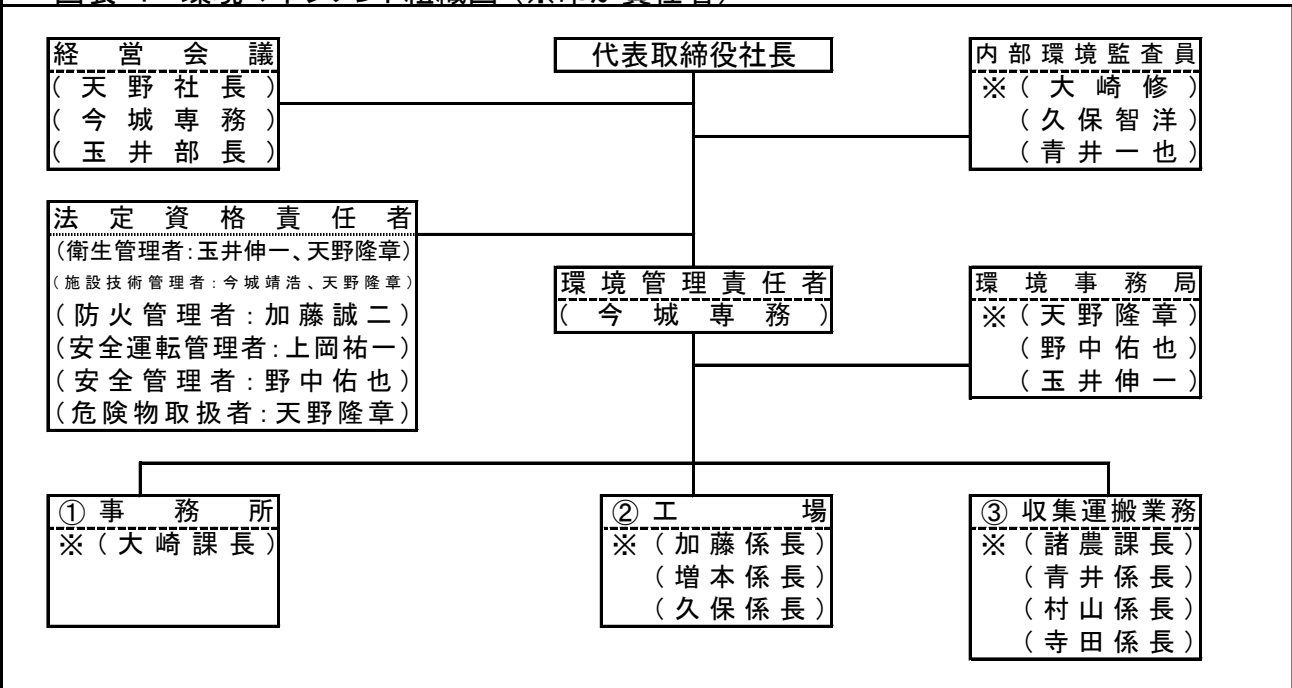 経営会議
(天野社長)
(今城専務)
(玉井部長)
代表取締役社長
内部環境監査員
※(大崎修)
(久保智洋)
(青井一也)
法定資格責任者
(衛生管理者:玉井伸一、天野隆章)
(施設技術管理者:今城靖浩、天野隆章)
(防火管理者:加藤誠二)
(安全運転管理者:上岡祐一)
(安全管理者:野中佑也)
(危険物取扱者:天野隆章)
環境管理責任者
(今城専務)
環境事務局
※(天野隆章)
(野中佑也)
(玉井伸一)
①事務所
※(大崎課長)
②工場
※(加藤係長)
(増本係長)
(久保係長)
③収集運搬業務
※(諸農課長)
(青井係長)
(村山係長)
(寺田係長)